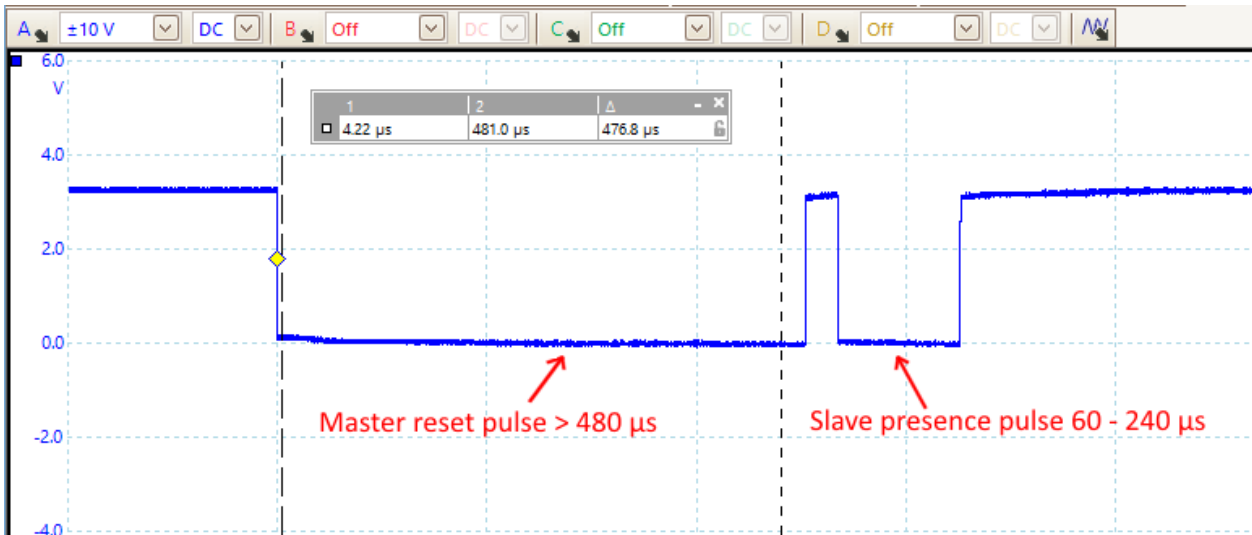 A ±10 V DC B Off DC C Off DC D Off DC
6.0
V
1 2 Δ - ×
4.22 µs 481.0 µs 476.8 µs
4.0
2.0
0.0
Master reset pulse > 480 µs
Slave presence pulse 60 - 240 µs
-2.0
-4.0